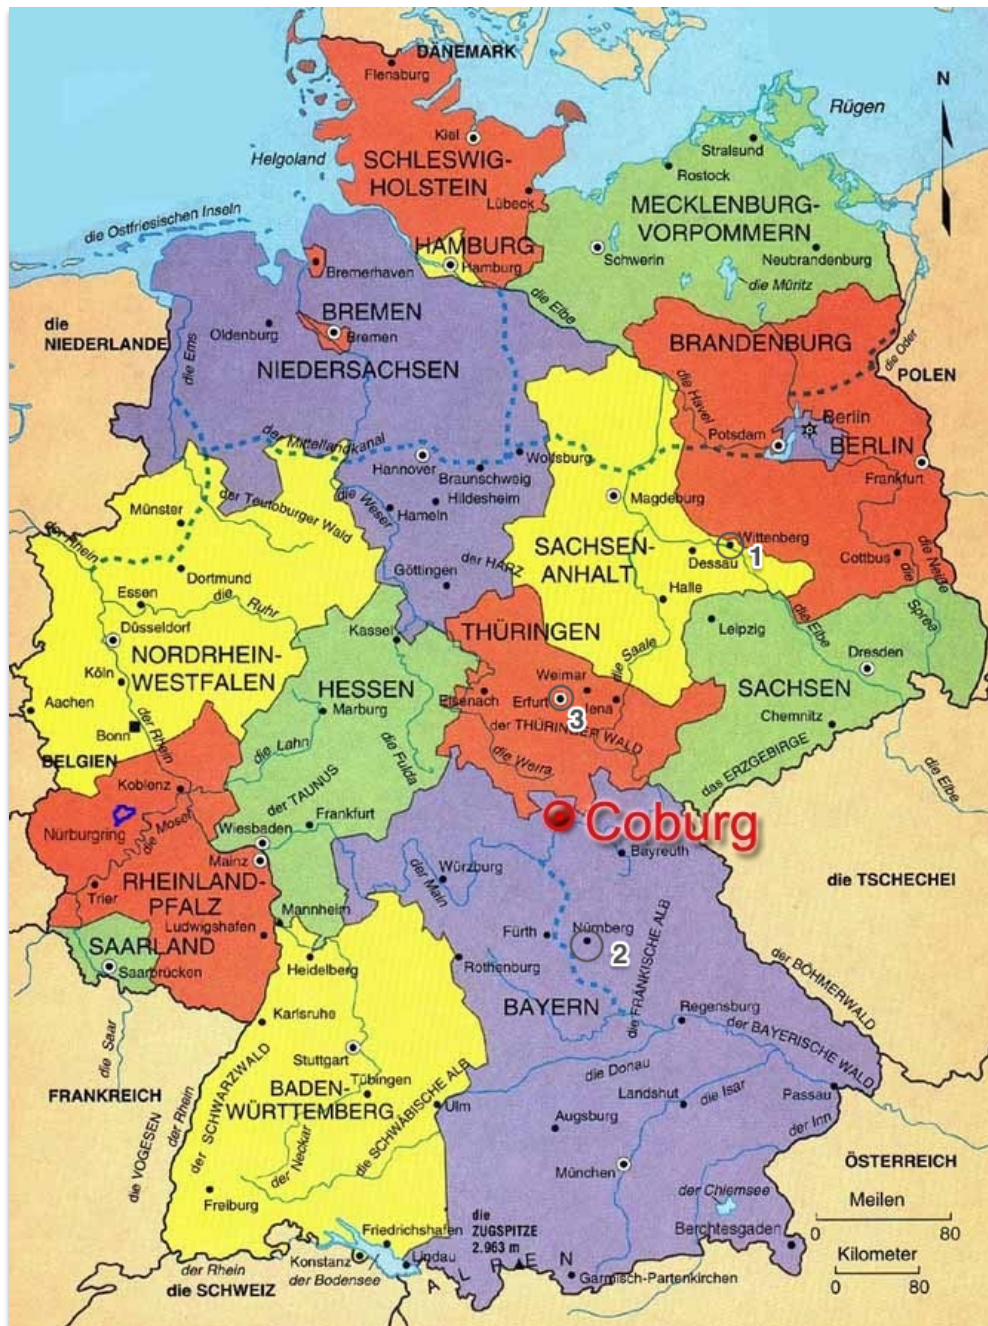 DÄNEMARK
Flensburg
N
Rügen
Kiel
Stralsund
Helgoland
SCHLESWIG-
HOLSTEIN
Rostock
Lübeck
MECKLENBURG-
VORPOMMERN
die Ostfriesischen Inseln
HAMBURG
Hamburg
Schwerin
Neubrandenburg
Bremerhaven
die Müritz
die Elbe
BREMEN
Bremen
die
NIEDERLANDE
Oldenburg
die Ems
NIEDERSACHSEN
BRANDENBURG
die Oder
POLEN
die Havel
Berlin
Potsdam
BERLIN
der Mittellandkanal
Hannover
Wolfsburg
Braunschweig
Frankfurt
Hildesheim
die Weser
Hameln
Magdeburg
der Teutoburger Wald
Münster
der Rhein
SACHSEN-
ANHALT
Wittenberg
1
Dessau
Cottbus
die Neiße
der HARZ
Göttingen
Dortmund
Essen
die Ruhr
Halle
die Spree
Düsseldorf
Kassel
THÜRINGEN
Leipzig
die Elbe
die Saale
Dresden
NORDRHEIN-
WESTFALEN
Köln
HESSEN
Weimar
Eisenach
Erfurt
Jena
3
SACHSEN
Aachen
Marburg
Chemnitz
der THÜRINGER WALD
Bonn
der Rhein
die Lahn
die Fulda
die Werra
das ERZGEBIRGE
die Elbe
BELGIEN
Koblenz
der TAUNUS
Nürburgring
die Mosel
Frankfurt
Wiesbaden
Mainz
Coburg
Bayreuth
Würzburg
der Main
die TSCHECHEI
RHEINLAND-
PFALZ
Trier
Mannheim
Ludwigshafen
SAARLAND
Saarbrücken
Heidelberg
Fürth
Nürnberg
2
Rothenburg
die FRÄNKISCHE ALB
der BÖHMERWALD
BAYERN
Regensburg
der BAYERISCHE WALD
Karlsruhe
die Saar
Stuttgart
Tübingen
die Donau
Landshut
die Isar
Passau
FRANKREICH
der Rhein
die VOGESEN
der SCHWARZWALD
BADEN-
WÜRTTEMBERG
die SCHWÄBISCHE ALB
Ulm
Augsburg
der Inn
der Neckar
München
ÖSTERREICH
Freiburg
der Chiemsee
Meilen
0 80
die
ZUGSPITZE
2.963 m
Berchtesgaden
Friedrichshafen
Konstanz
Lindau
der Rhein
der Bodensee
ALPEN
Kilometer
0 80
die SCHWEIZ
Garmisch-Partenkirchen